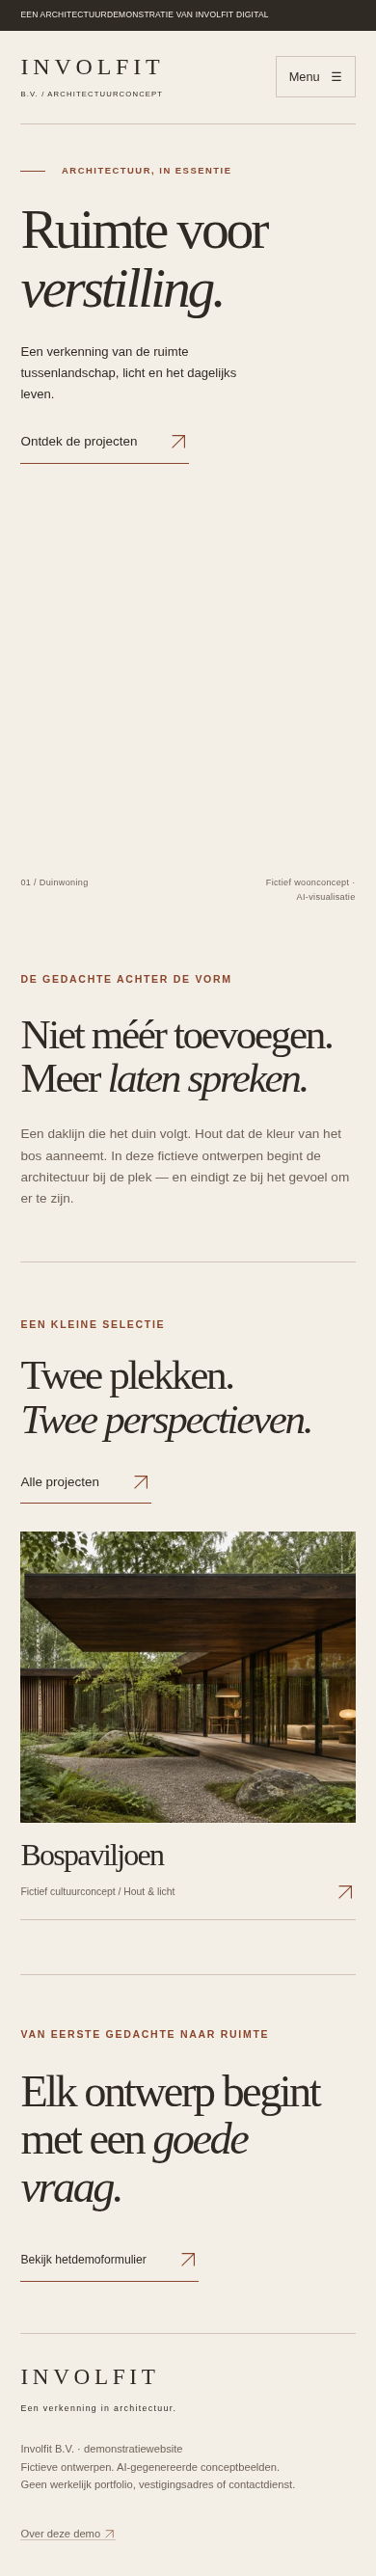 EEN ARCHITECTUURDEMONSTRATIE VAN INVOLFIT DIGITAL
INVOLFIT
B.V. / ARCHITECTUURCONCEPT
Menu ☰
ARCHITECTUUR, IN ESSENTIE
Ruimte voor
verstilling.
Een verkenning van de ruimte
tussenlandschap, licht en het dagelijks
leven.
Ontdek de projecten
01 / Duinwoning
Fictief woonconcept ·
AI-visualisatie
DE GEDACHTE ACHTER DE VORM
Niet méér toevoegen.
Meer laten spreken.
Een daklijn die het duin volgt. Hout dat de kleur van het
bos aanneemt. In deze fictieve ontwerpen begint de
architectuur bij de plek — en eindigt ze bij het gevoel om
er te zijn.
EEN KLEINE SELECTIE
Twee plekken.
Twee perspectieven.
Alle projecten
Bospaviljoen
Fictief cultuurconcept / Hout & licht
VAN EERSTE GEDACHTE NAAR RUIMTE
Elk ontwerp begint
met een goede
vraag.
Bekijk hetdemoformulier
INVOLFIT
Een verkenning in architectuur.
Involfit B.V. · demonstratiewebsite
Fictieve ontwerpen. AI-gegenereerde conceptbeelden.
Geen werkelijk portfolio, vestigingsadres of contactdienst.
Over deze demo